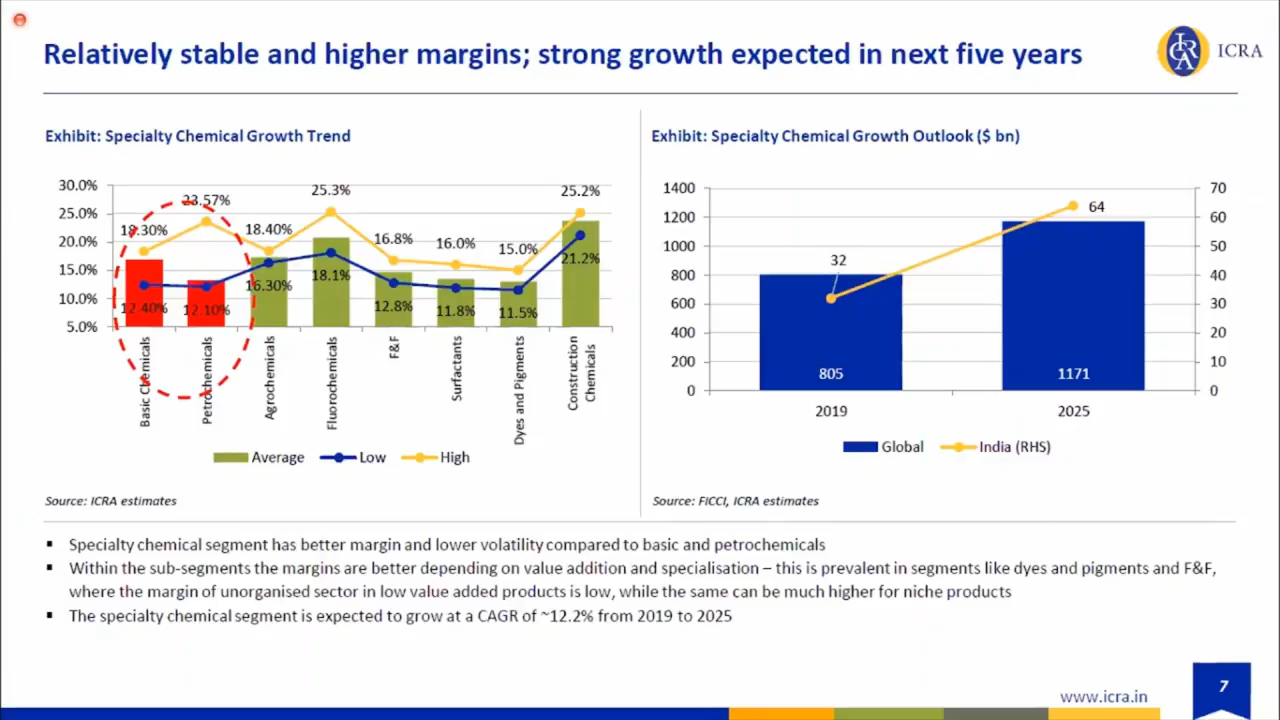 Relatively stable and higher margins; strong growth expected in next five years
ICRA
ICRA
Exhibit: Specialty Chemical Growth Trend
30.0%
25.0%
20.0%
15.0%
10.0%
5.0%
18.30%
23.57%
18.40%
25.3%
16.8%
16.0%
15.0%
25.2%
12.40%
12.10%
16.30%
18.1%
12.8%
11.8%
11.5%
21.2%
Basic Chemicals
Petrochemicals
Agrochemicals
Fluorochemicals
F&F
Surfactants
Dyes and Pigments
Construction
Chemicals
Average
Low
High
Source: ICRA estimates
Exhibit: Specialty Chemical Growth Outlook ($ bn)
1400
1200
1000
800
600
400
200
0
70
60
50
40
30
20
10
0
32
64
805
1171
2019
2025
Global
India (RHS)
Source: FICCI, ICRA estimates
▪ Specialty chemical segment has better margin and lower volatility compared to basic and petrochemicals
▪ Within the sub-segments the margins are better depending on value addition and specialisation – this is prevalent in segments like dyes and pigments and F&F,
where the margin of unorganised sector in low value added products is low, while the same can be much higher for niche products
▪ The specialty chemical segment is expected to grow at a CAGR of ~12.2% from 2019 to 2025
www.icra.in
7